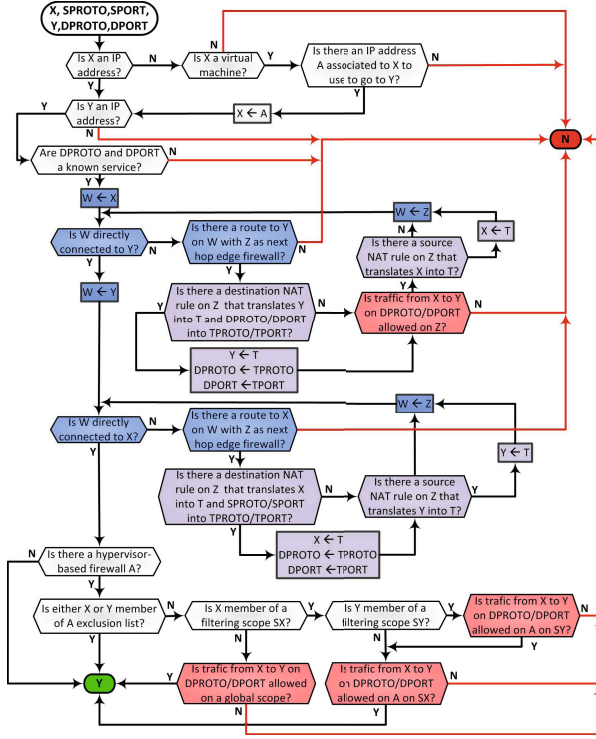 X, SPROTO,SPORT,
Y,DPROTO,DPORT
Is X an IP
address?
N
Is X a virtual
machine?
N
Y
Is there an IP address
A associated to X to
use to go to Y?
N
Y
Y
X ← A
Y
Is Y an IP
address?
N
N
Are DPROTO and DPORT
a known service?
N
Y
W ← X
W ← Z
X ← T
Is W directly
connected to Y?
N
Y
Is there a route to Y
on W with Z as next
hop edge firewall?
N
Y
N
Is there a source
NAT rule on Z that
translates X into T?
Y
Y
W ← Y
Is there a destination NAT
rule on Z that translates Y
into T and DPROTO/DPORT
into TPROTO/TPORT?
N
Y
Is traffic from X to Y
on DPROTO/DPORT
allowed on Z?
N
Y ← T
DPROTO ← TPROTO
DPORT ← TPORT
W ← Z
Is W directly
connected to X?
N
Y
Is there a route to X
on W with Z as next
hop edge firewall?
N
Y
Y ← T
Is there a destination NAT
rule on Z that translates X
into T and SPROTO/SPORT
into TPROTO/TPORT?
N
Y
Is there a source
NAT rule on Z that
translates Y into T?
N
Y
X ← T
DPROTO ← TPROTO
DPORT ← TPORT
N
Is there a hypervisor-
based firewall A?
Y
Is either X or Y member
of A exclusion list?
N
Y
Is X member of a
filtering scope SX?
Y
N
Is Y member of a
filtering scope SY?
Y
N
Is trafic from X to Y
on DPROTO/DPORT
allowed on A on SY?
N
Y
Y
Y
Is trafic from X to Y on
DPROTO/DPORT allowed
on a global scope?
N
Is trafic from X to Y
on DPROTO/DPORT
allowed on A on SX?
N
Y